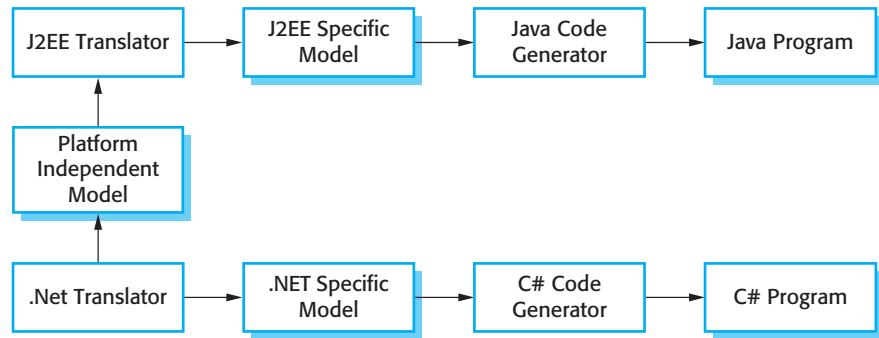 J2EE Translator
J2EE Specific
Model
Java Code
Generator
Java Program
Platform
Independent
Model
.Net Translator
.NET Specific
Model
C# Code
Generator
C# Program